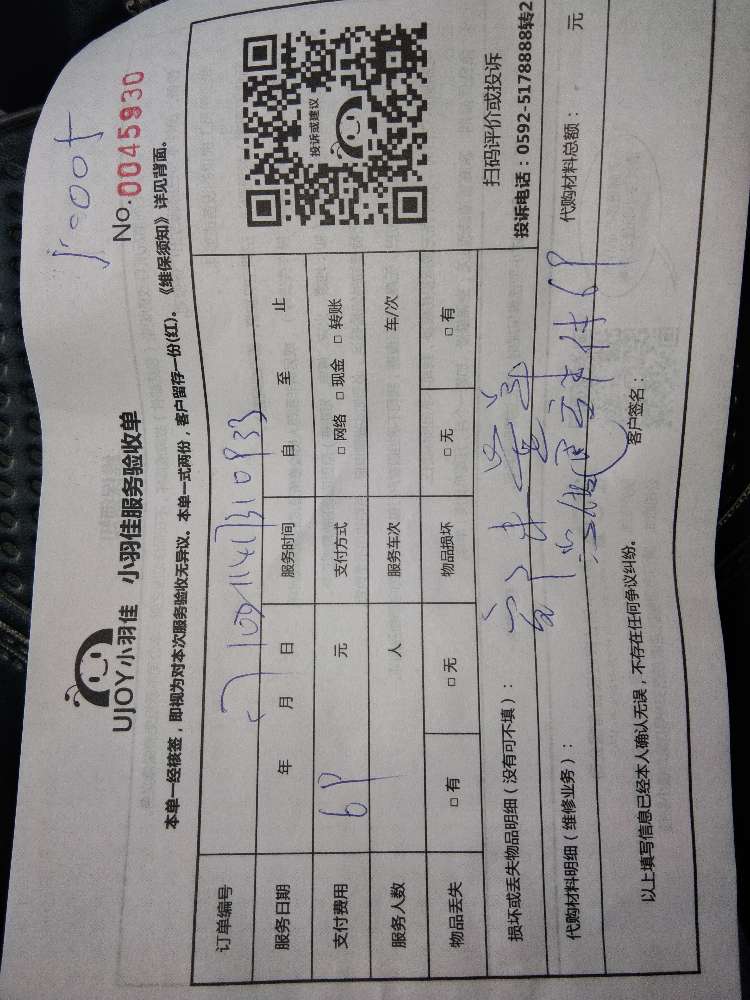 UJOY小羽佳 小羽佳服务验收单
No.0045930
本单一经核签，即视为对本次服务验收无异议。本单一式两份，客户留存一份(红)。《维保须知》详见背面。
订单编号
服务日期 年 月 日 服务时间 自 至 止
支付费用 元 支付方式 □ 网络 □ 现金 □ 转账
服务人数 人 服务车次 车/次
物品丢失 □ 有 □ 无 物品损坏 □ 无 □ 有
投诉或建议
扫码评价或投诉
投诉电话：0592-5178888转2
损坏或丢失物品明细（没有可不填）：
代购材料明细（维修业务）： 代购材料总额： 元
以上填写信息已经本人确认无误，不存在任何争议纠纷。 客户签名：